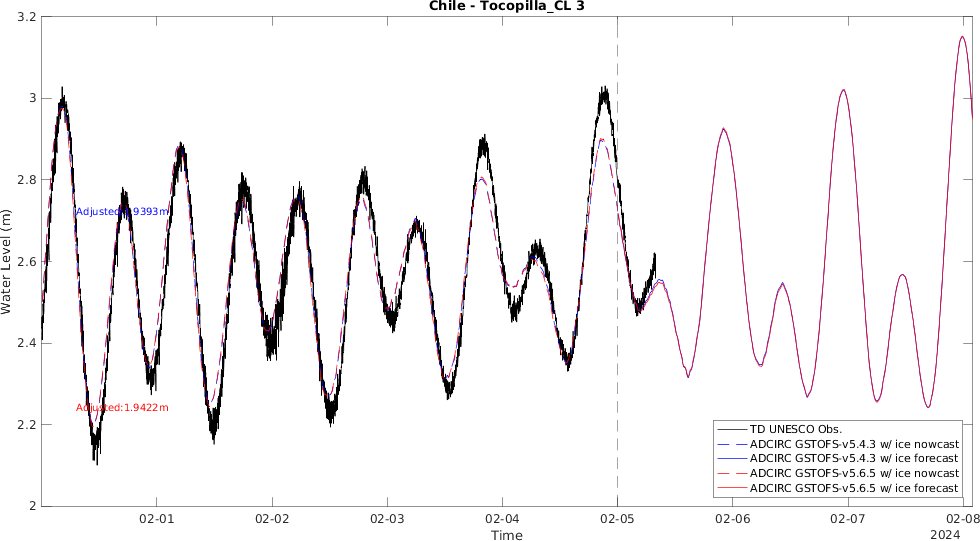 Chile - Tocopilla_CL 3
3.2
3
2.8
2.6
2.4
2.2
2
Water Level (m)
Adjusted:1.9393m
Adjusted:1.9422m
TD UNESCO Obs.
ADCIRC GSTOFS-v5.4.3 w/ ice nowcast
ADCIRC GSTOFS-v5.4.3 w/ ice forecast
ADCIRC GSTOFS-v5.6.5 w/ ice nowcast
ADCIRC GSTOFS-v5.6.5 w/ ice forecast
02-01 02-02 02-03 02-04 02-05 02-06 02-07 02-08
Time
2024